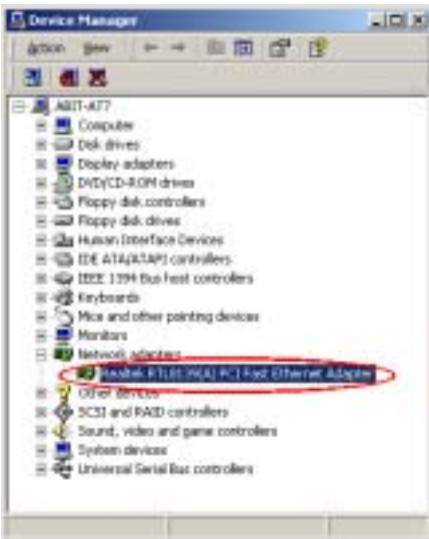 Device Manager
Action View
ABIT-AT7
Computer
Disk drives
Display adapters
DVD/CD-ROM drives
Floppy disk controllers
Floppy disk drives
Human Interface Devices
IDE ATA/ATAPI controllers
IEEE 1394 Bus host controllers
Keyboards
Mice and other pointing devices
Monitors
Network adapters
Realtek RTL8139(A) PCI Fast Ethernet Adapter
Other devices
SCSI and RAID controllers
Sound, video and game controllers
System devices
Universal Serial Bus controllers